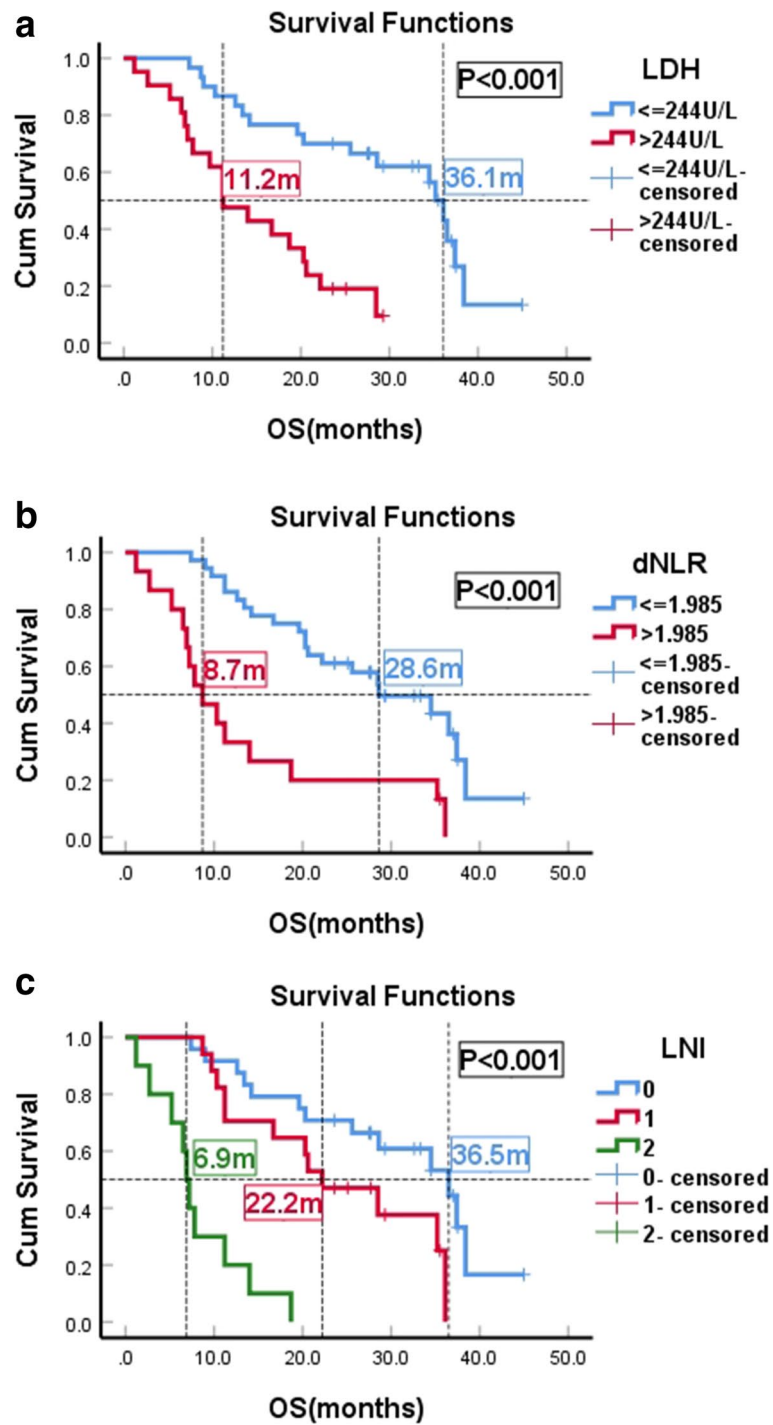 a
Survival Functions
P<0.001
LDH
<=244U/L
>244U/L
<=244U/L-
censored
>244U/L-
censored
Cum Survival
1.0
0.8
0.6
0.4
0.2
0.0
11.2m
36.1m
.0 10.0 20.0 30.0 40.0 50.0
OS(months)
b
Survival Functions
P<0.001
dNLR
<=1.985
>1.985
<=1.985-
censored
>1.985-
censored
Cum Survival
1.0
0.8
0.6
0.4
0.2
0.0
8.7m
28.6m
.0 10.0 20.0 30.0 40.0 50.0
OS(months)
c
Survival Functions
P<0.001
LNI
0
1
2
0- censored
1- censored
2- censored
Cum Survival
1.0
0.8
0.6
0.4
0.2
0.0
6.9m
22.2m
36.5m
.0 10.0 20.0 30.0 40.0 50.0
OS(months)